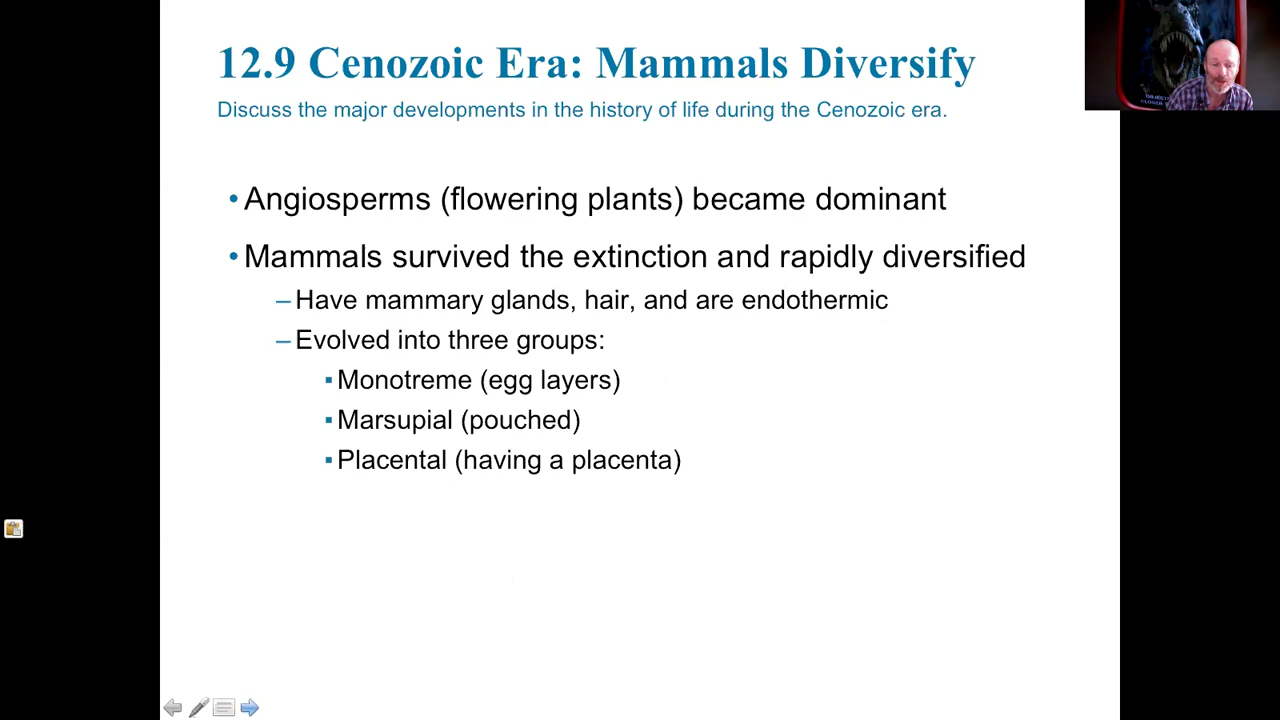 12.9 Cenozoic Era: Mammals Diversify
Discuss the major developments in the history of life during the Cenozoic era.
• Angiosperms (flowering plants) became dominant
• Mammals survived the extinction and rapidly diversified
– Have mammary glands, hair, and are endothermic
– Evolved into three groups:
▪ Monotreme (egg layers)
▪ Marsupial (pouched)
▪ Placental (having a placenta)